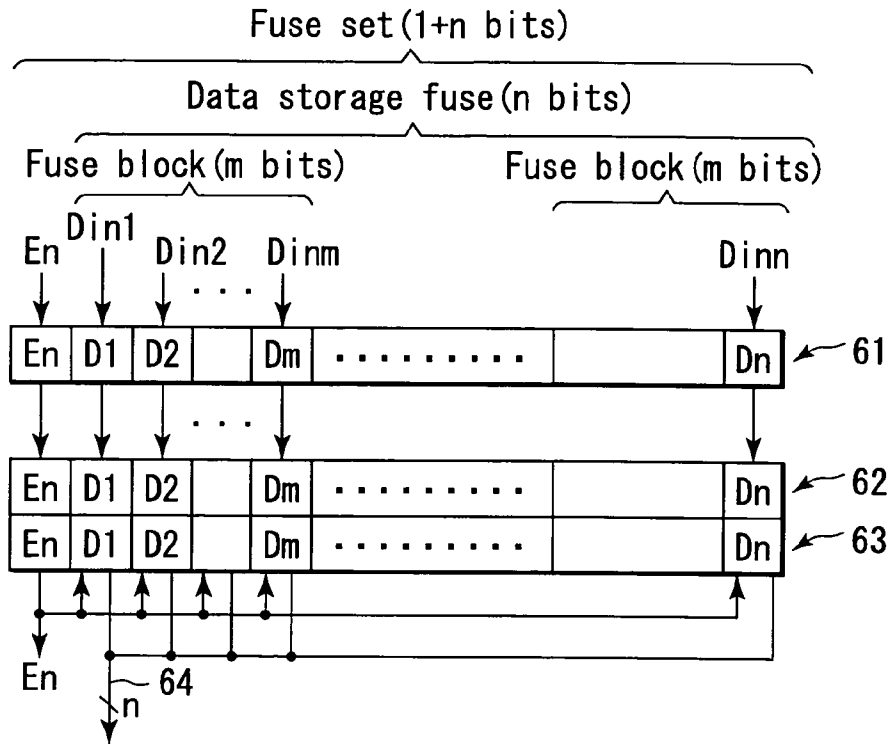 Fuse set(1+n bits)
Data storage fuse(n bits)
Fuse block(m bits) Fuse block(m bits)
En Din1 Din2 ··· Dinm Dinn
En D1 D2 Dm ········· Dn 61
···
En D1 D2 Dm ········· Dn 62
En D1 D2 Dm ········· Dn 63
En 64
n